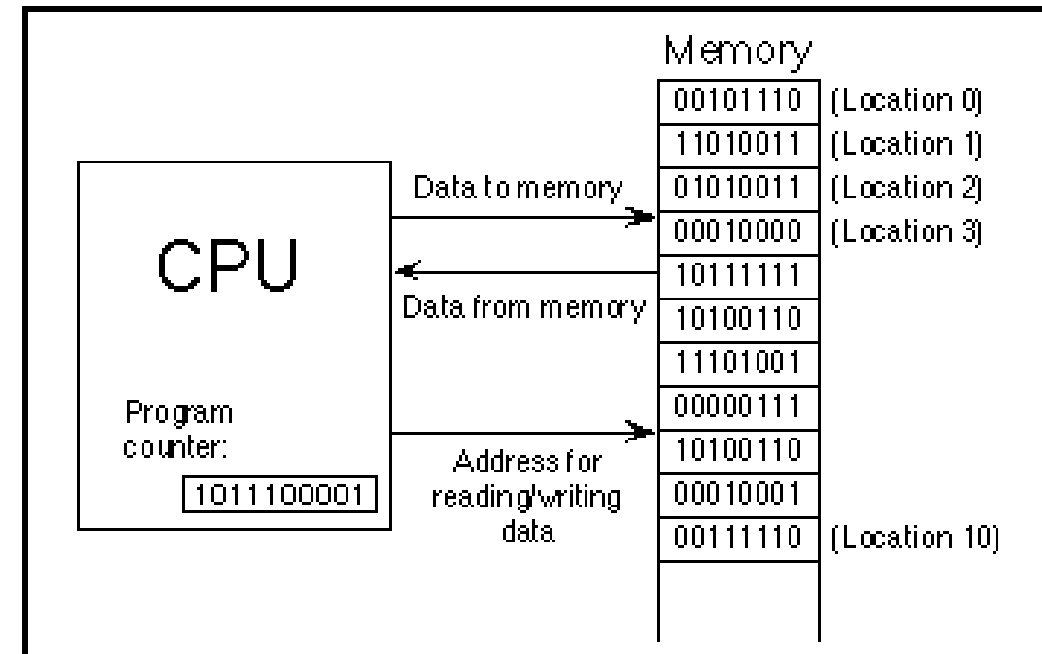 Memory
00101110 (Location 0)
11010011 (Location 1)
01010011 (Location 2)
00010000 (Location 3)
10111111
10100110
11101001
00000111
10100110
00010001
00111110 (Location 10)
CPU
Program
counter:
1011100001
Data to memory
Data from memory
Address for
reading/writing
data